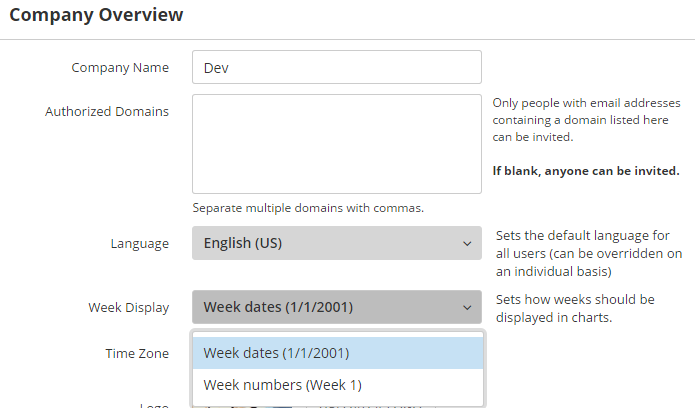 Company Overview
Company Name
Dev
Authorized Domains
Only people with email addresses
containing a domain listed here
can be invited.
If blank, anyone can be invited.
Separate multiple domains with commas.
Language
English (US)
Sets the default language for
all users (can be overridden on
an individual basis)
Week Display
Week dates (1/1/2001)
Sets how weeks should be
displayed in charts.
Time Zone
Week dates (1/1/2001)
Week numbers (Week 1)